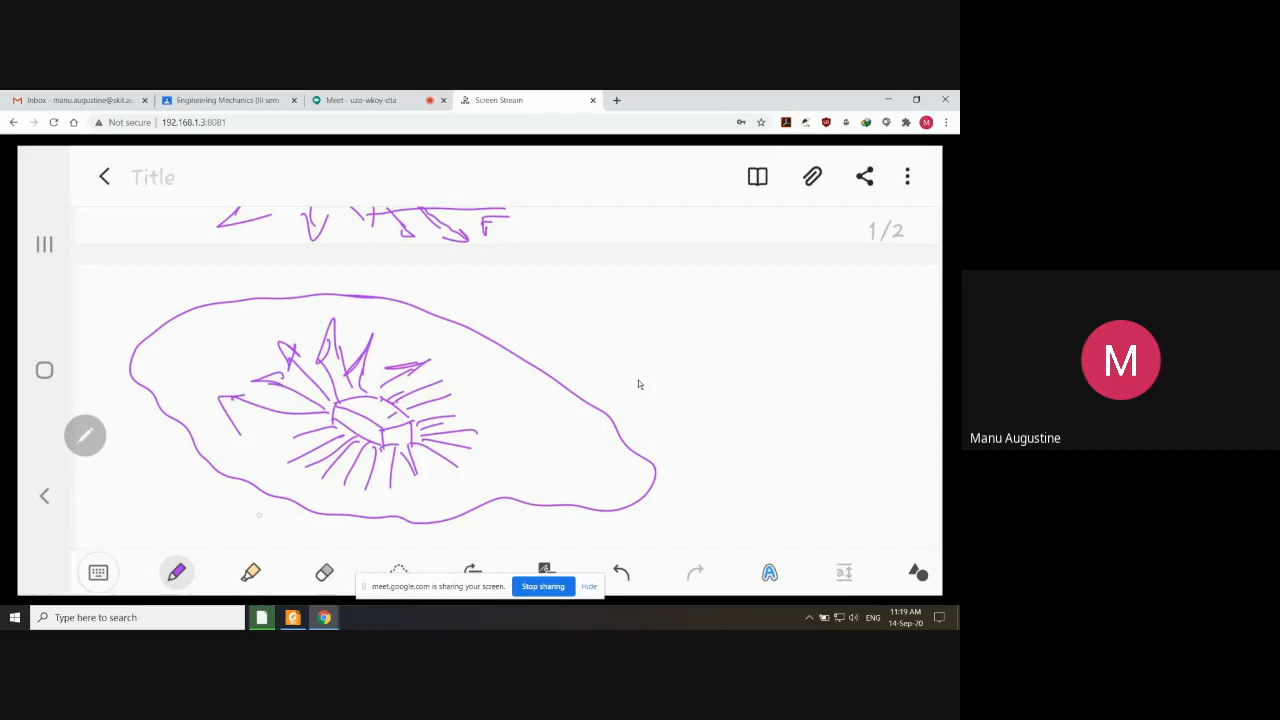 Inbox - manu.augustine@skit.ac.
Engineering Mechanics (III sem
Meet - uzo-wkoy-dta
Screen Stream
Not secure | 192.168.1.3:8081
Title
F
1/2
M
Manu Augustine
A
meet.google.com is sharing your screen.
Stop sharing
Hide
Type here to search
ENG
11:19 AM
14-Sep-20